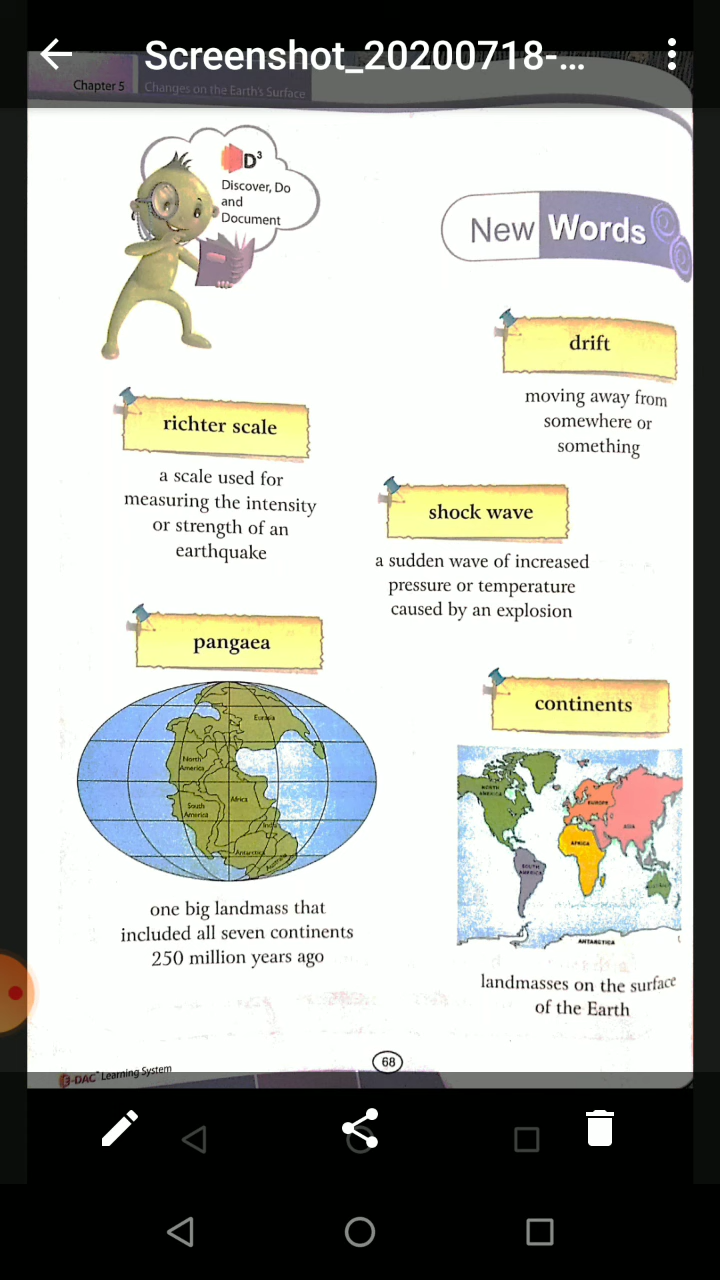 Screenshot_20200718-...
Chapter 5 Changes on the Earth's Surface
D³
Discover, Do
and
Document
New Words
drift
moving away from
somewhere or
something
richter scale
a scale used for
measuring the intensity
or strength of an
earthquake
shock wave
a sudden wave of increased
pressure or temperature
caused by an explosion
pangaea
Eurasia
North
America
South
America
Africa
India
Antarctica
one big landmass that
included all seven continents
250 million years ago
continents
NORTH
AMERICA
EUROPE
ASIA
AFRICA
SOUTH
AMERICA
ANTARCTICA
landmasses on the surface
of the Earth
68
3-DAC Learning System